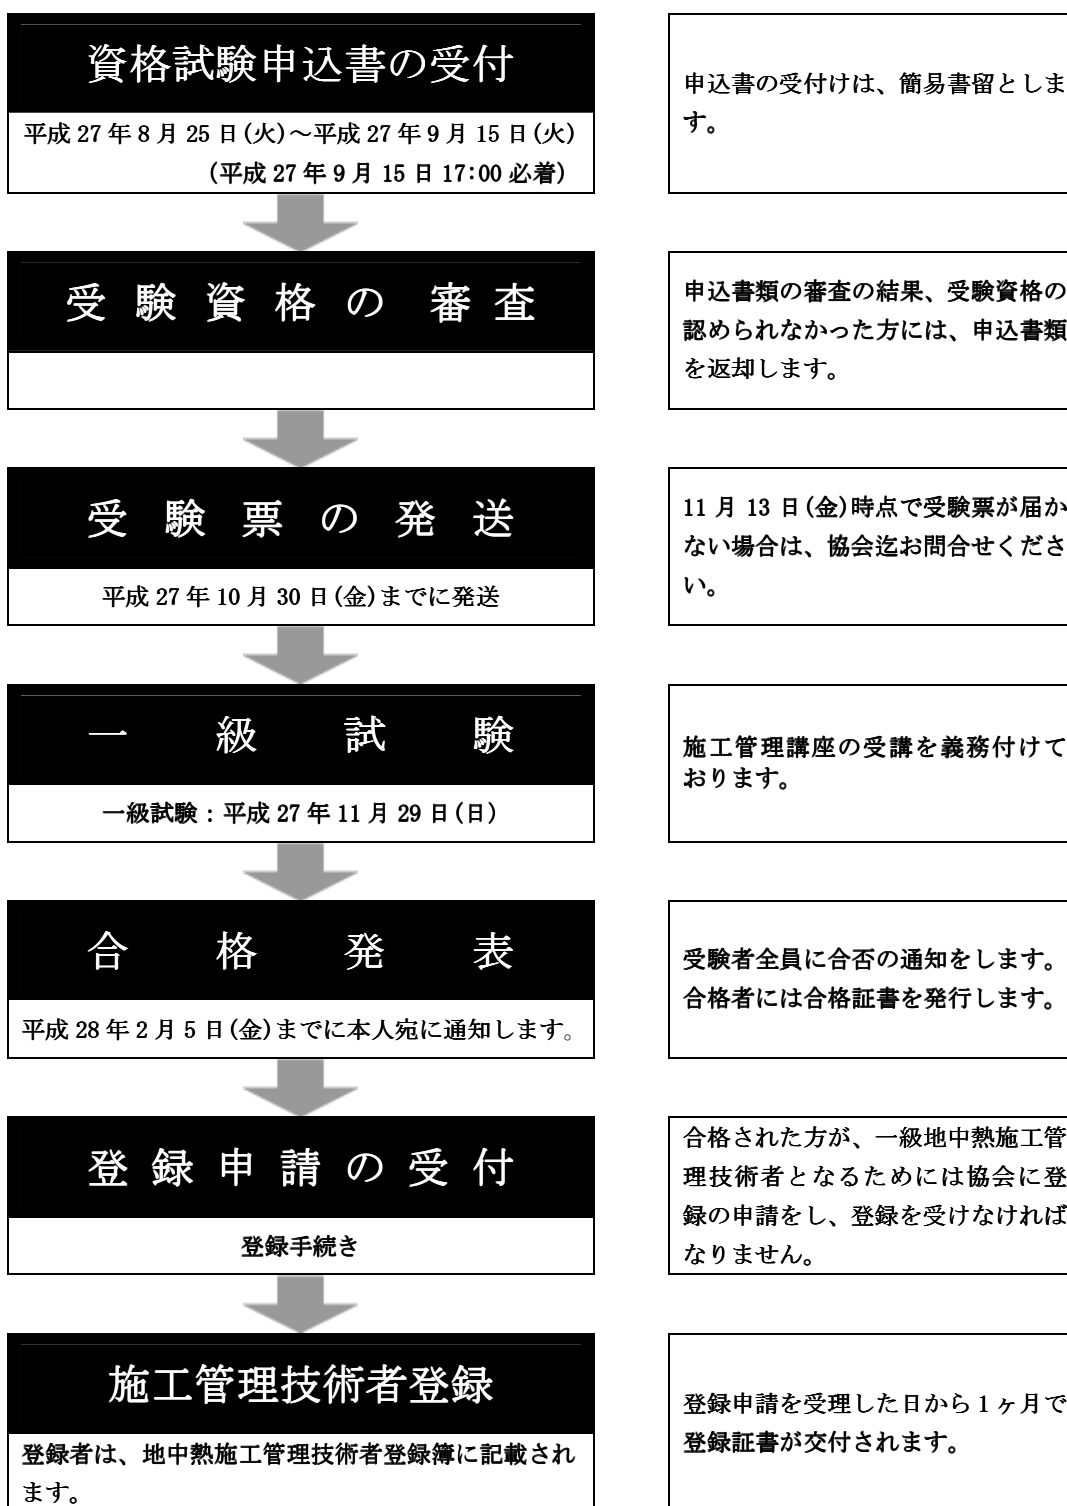 資格試験申込書の受付
平成 27 年 8 月 25 日(火)～平成 27 年 9 月 15 日(火)
(平成 27 年 9 月 15 日 17:00 必着)
申込書の受付けは、簡易書留としま
す。
受験資格の審査
申込書類の審査の結果、受験資格の
認められなかった方には、申込書類
を返却します。
受験票の発送
平成 27 年 10 月 30 日(金)までに発送
11 月 13 日(金)時点で受験票が届か
ない場合は、協会迄お問合せくださ
い。
一級試験
一級試験：平成 27 年 11 月 29 日(日)
施工管理講座の受講を義務付けて
おります。
合格発表
平成 28 年 2 月 5 日(金)までに本人宛に通知します。
受験者全員に合否の通知をします。
合格者には合格証書を発行します。
登録申請の受付
登録手続き
合格された方が、一級地中熱施工管
理技術者となるためには協会に登
録の申請をし、登録を受けなければ
なりません。
施工管理技術者登録
登録者は、地中熱施工管理技術者登録簿に記載され
ます。
登録申請を受理した日から 1 ヶ月で
登録証書が交付されます。